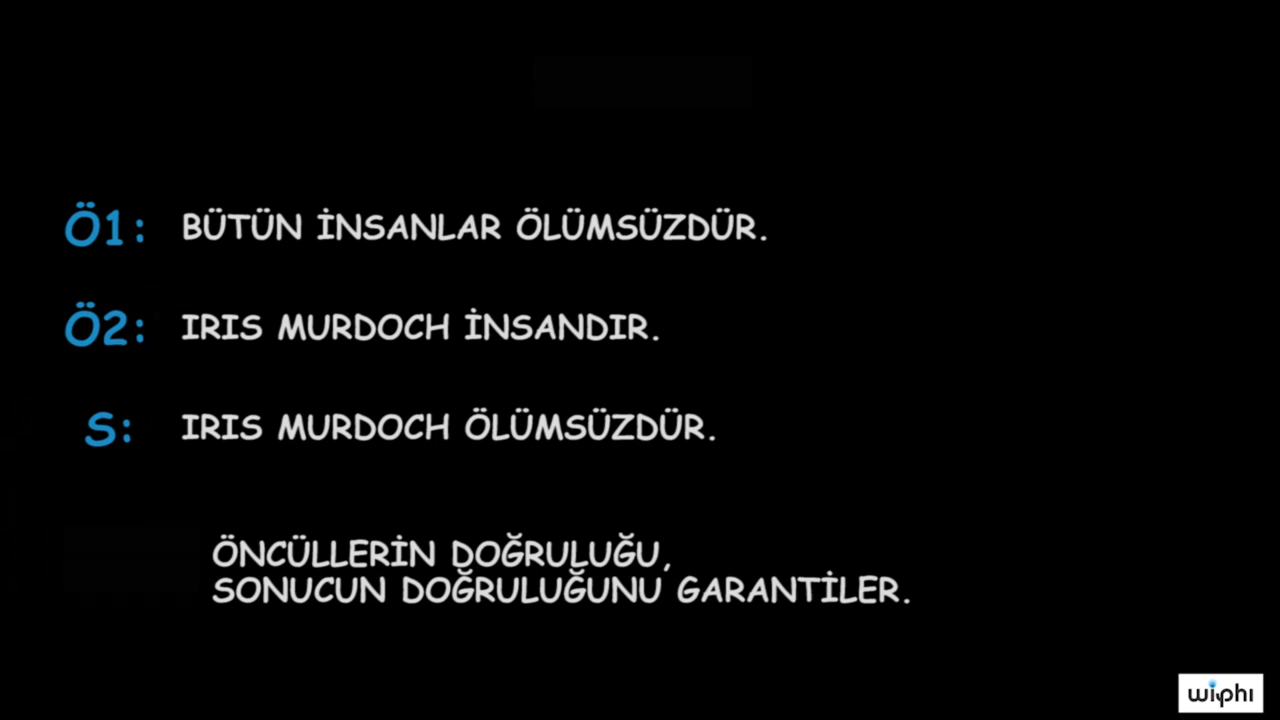 Ö1: BÜTÜN İNSANLAR ÖLÜMSÜZDÜR.
Ö2: IRIS MURDOCH İNSANDIR.
S: IRIS MURDOCH ÖLÜMSÜZDÜR.
ÖNCÜLLERİN DOĞRULUĞU,
SONUCUN DOĞRULUĞUNU GARANTİLER.
wiphi